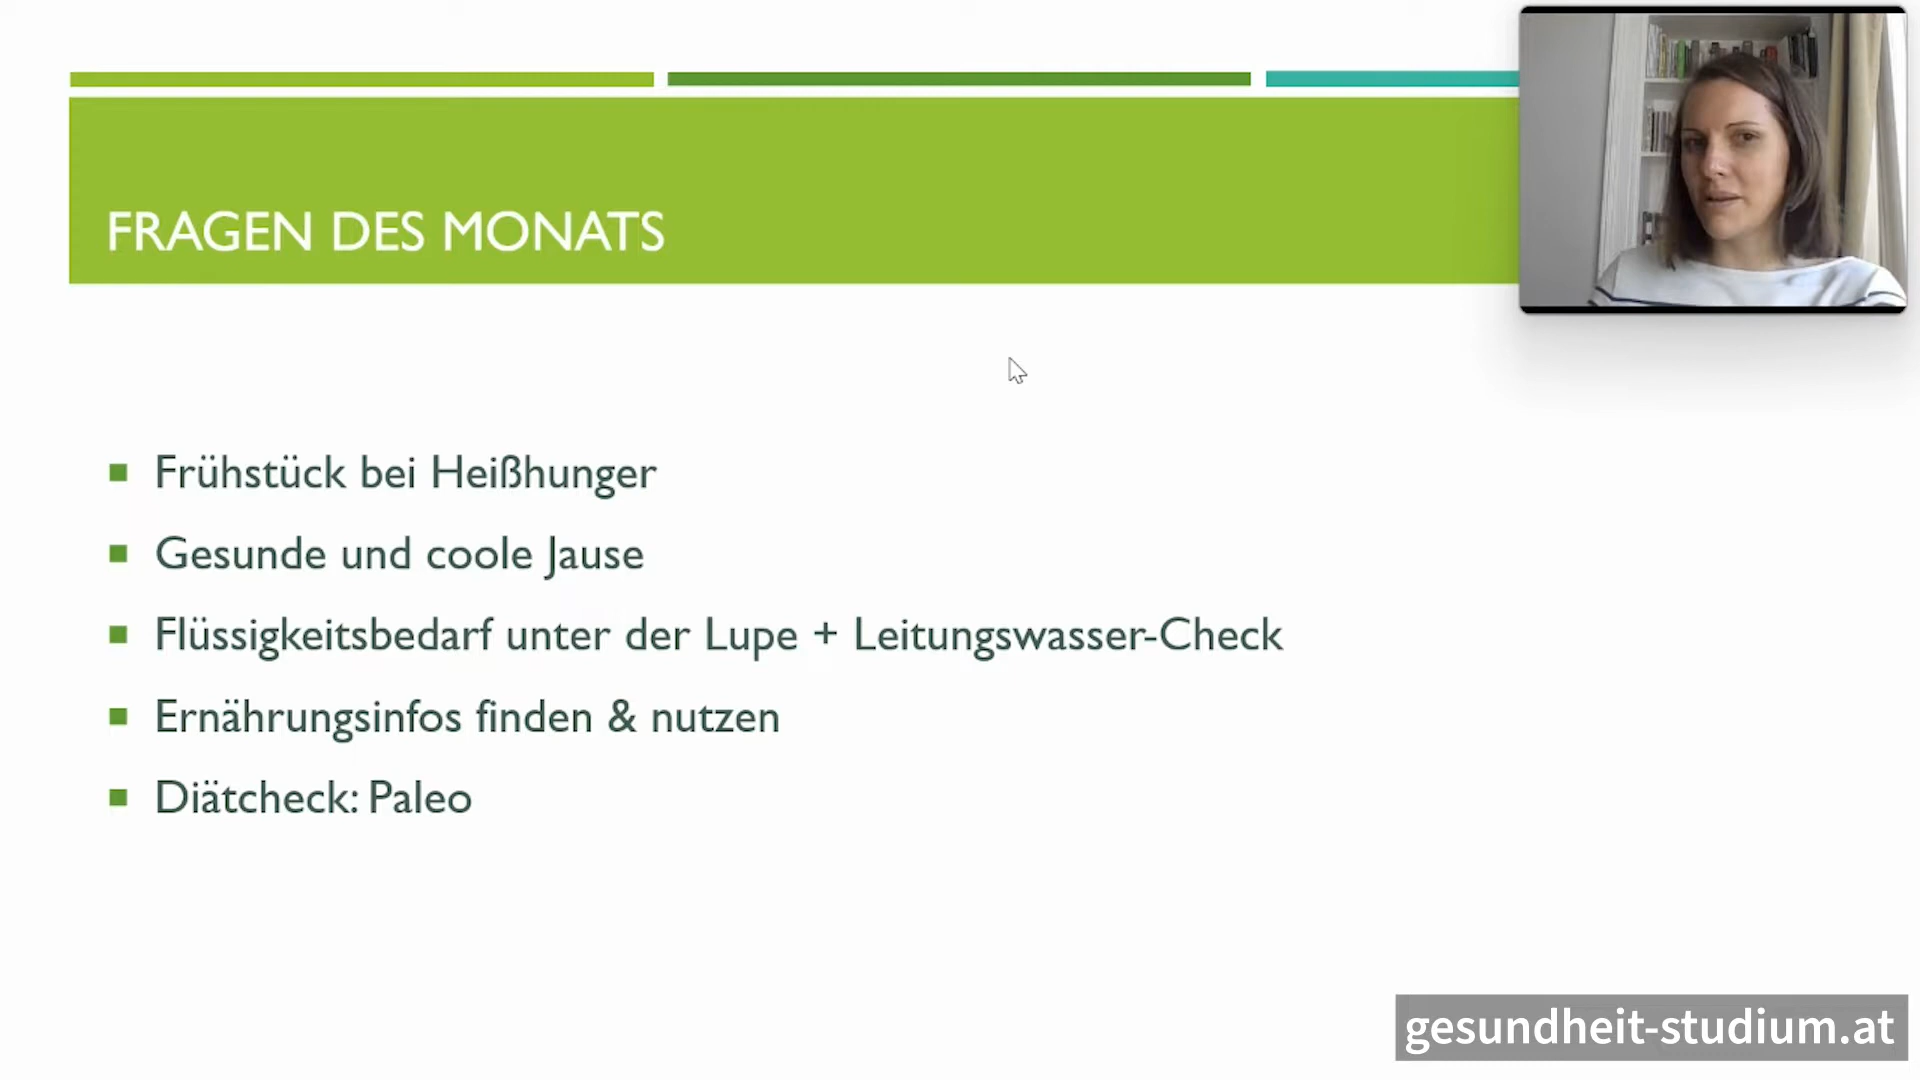 FRAGEN DES MONATS
Frühstück bei Heißhunger
Gesunde und coole Jause
Flüssigkeitsbedarf unter der Lupe + Leitungswasser-Check
Ernährungsinfos finden & nutzen
Diätcheck: Paleo
gesundheit-studium.at